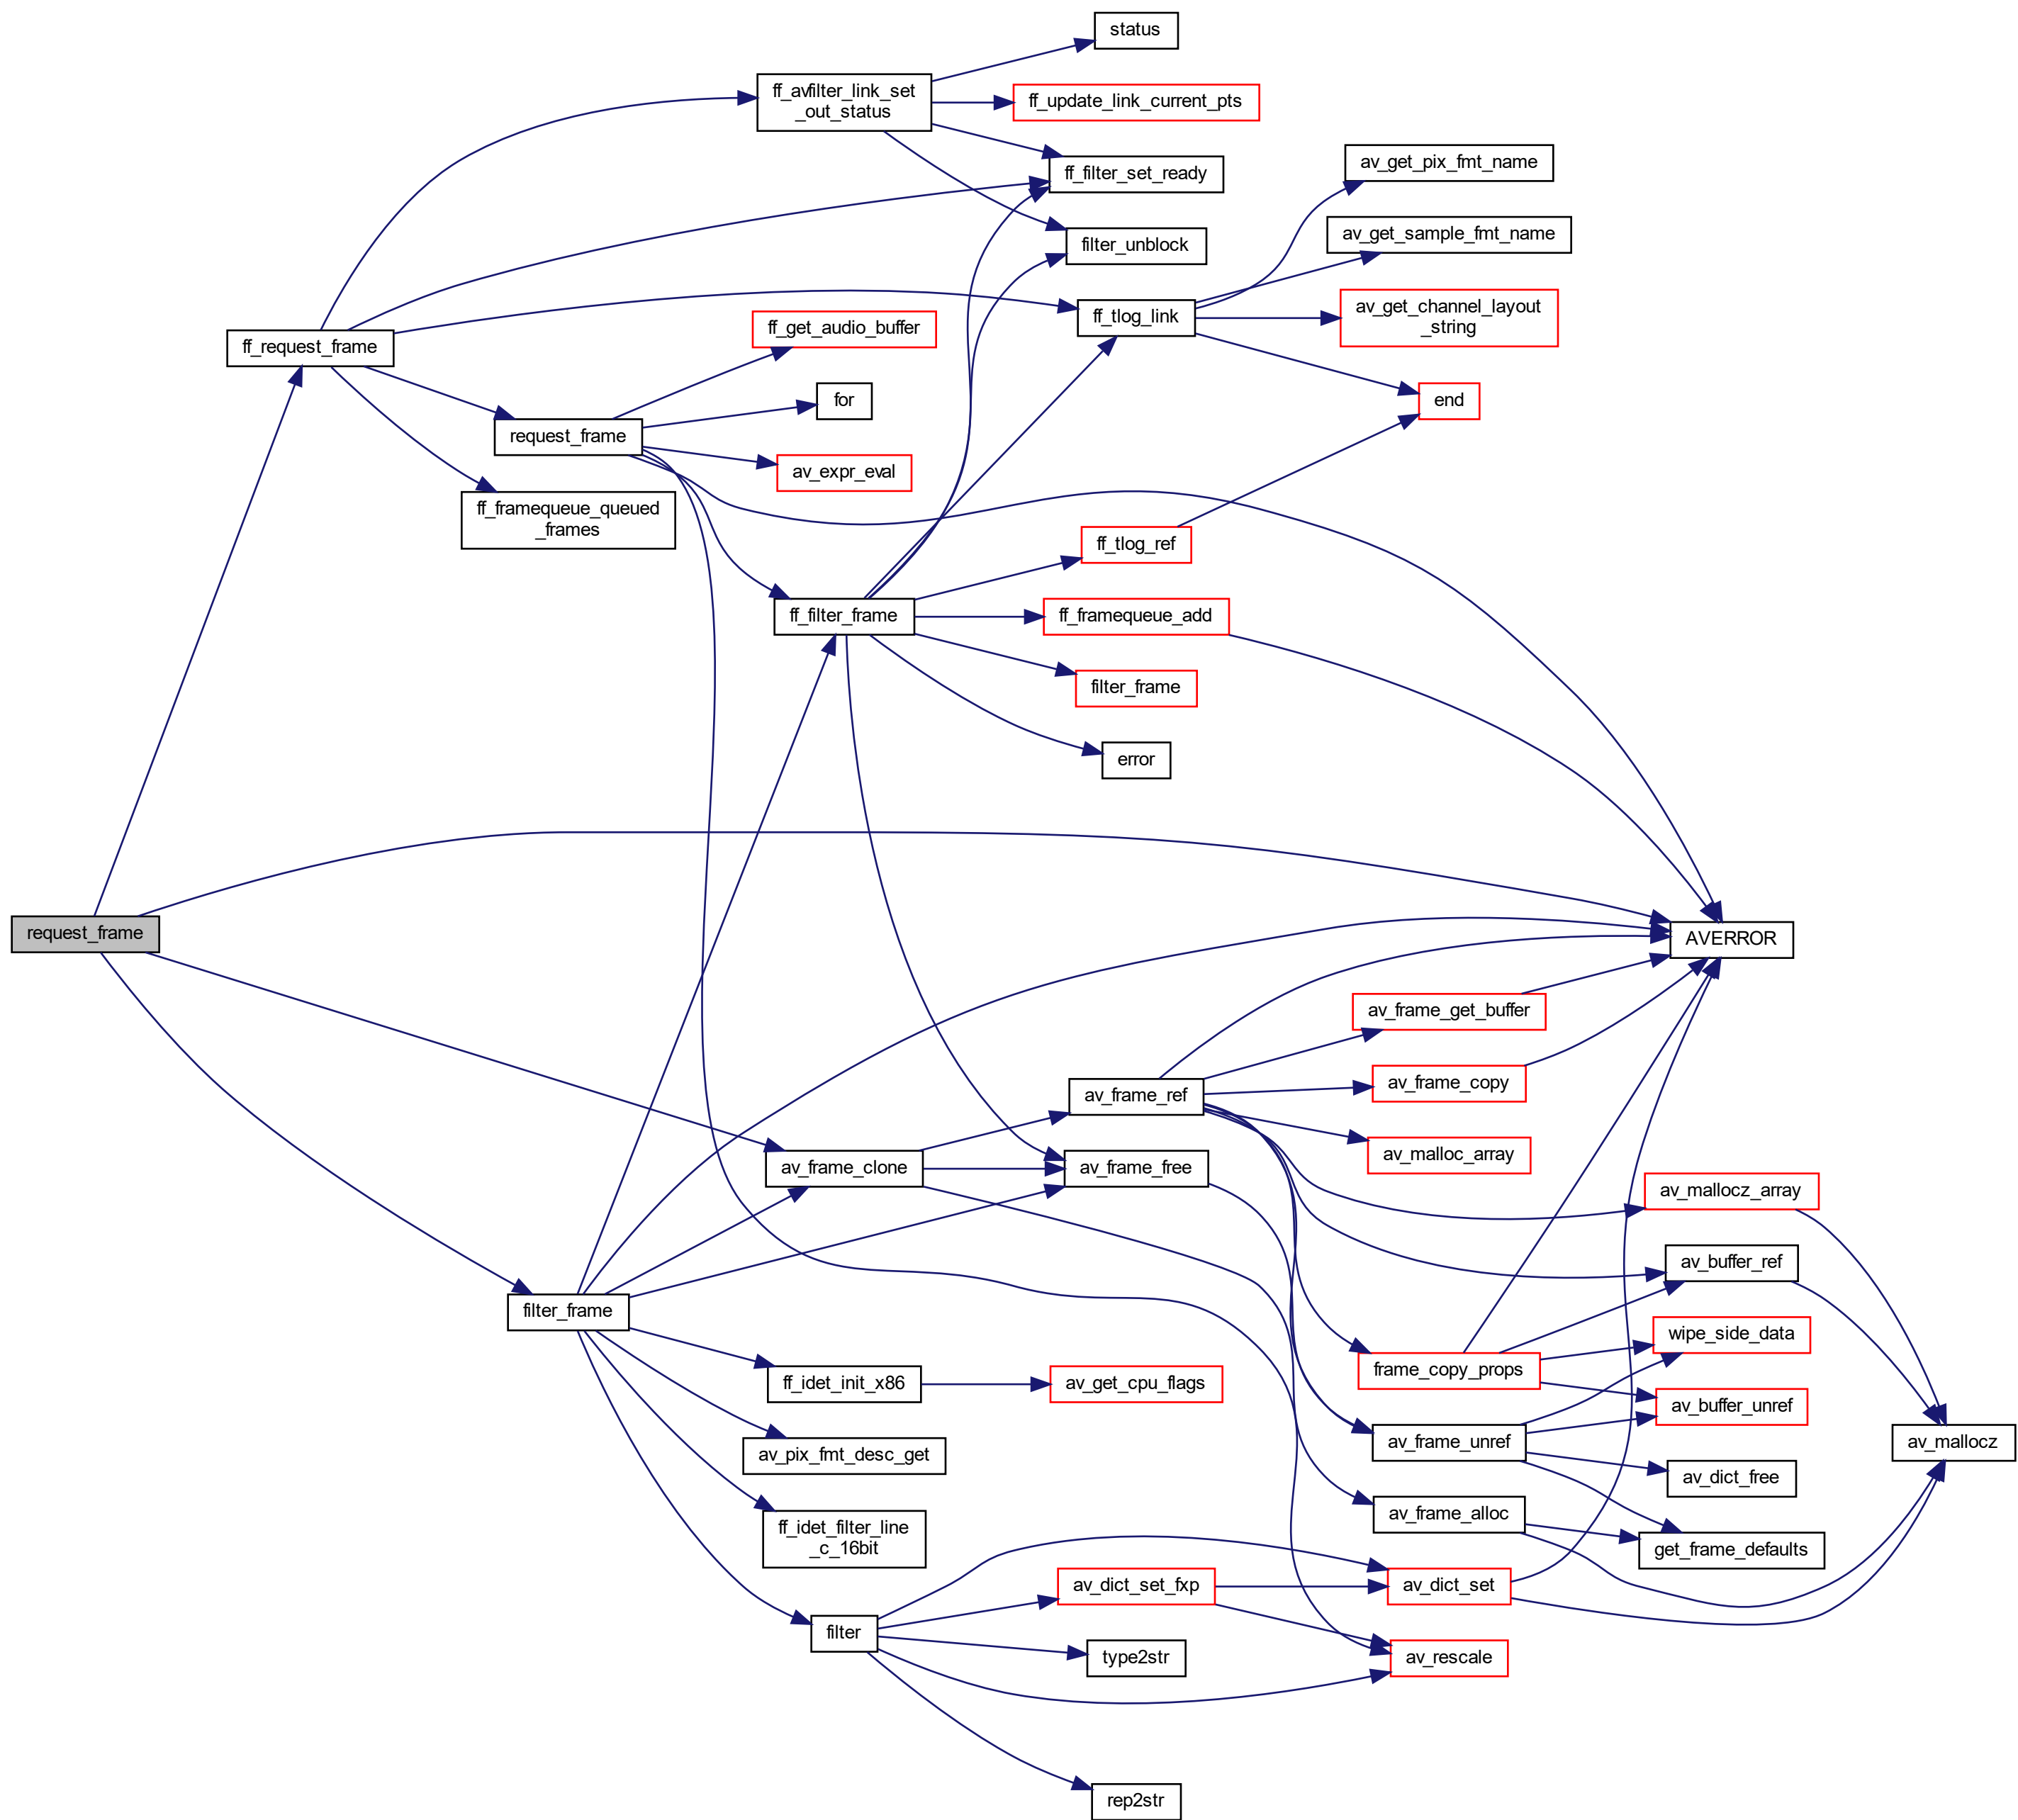 status
ff_avfilter_link_set
_out_status
ff_update_link_current_pts
ff_filter_set_ready
av_get_pix_fmt_name
av_get_sample_fmt_name
filter_unblock
ff_tlog_link
av_get_channel_layout
_string
ff_get_audio_buffer
ff_request_frame
for
end
request_frame
av_expr_eval
ff_framequeue_queued
_frames
ff_tlog_ref
ff_filter_frame
ff_framequeue_add
filter_frame
error
request_frame
AVERROR
av_frame_get_buffer
av_frame_copy
av_frame_ref
av_malloc_array
av_frame_clone
av_frame_free
av_mallocz_array
av_buffer_ref
filter_frame
wipe_side_data
ff_idet_init_x86
av_get_cpu_flags
frame_copy_props
av_buffer_unref
av_frame_unref
av_mallocz
av_pix_fmt_desc_get
av_dict_free
av_frame_alloc
ff_idet_filter_line
_c_16bit
get_frame_defaults
av_dict_set_fxp
av_dict_set
filter
type2str
av_rescale
rep2str